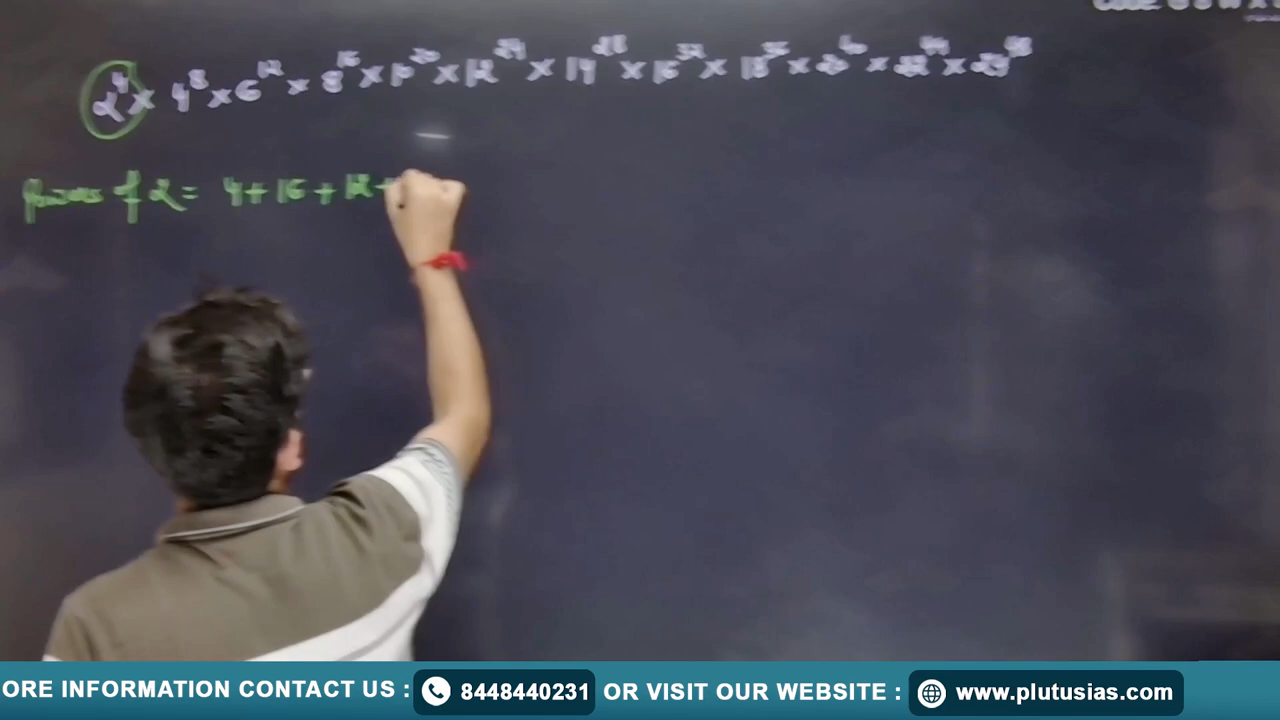 2⁴ × 4⁸ × 6¹² × 8¹⁶ × 10²⁰ × 12²⁴ × 14²⁸ × 16³² × 18³⁶ × 20⁴⁰ × 22⁴⁴ × 24⁴⁸
Powers of 2 = 4 + 16 + 12 +
ORE INFORMATION CONTACT US : 8448440231 OR VISIT OUR WEBSITE : www.plutusias.com